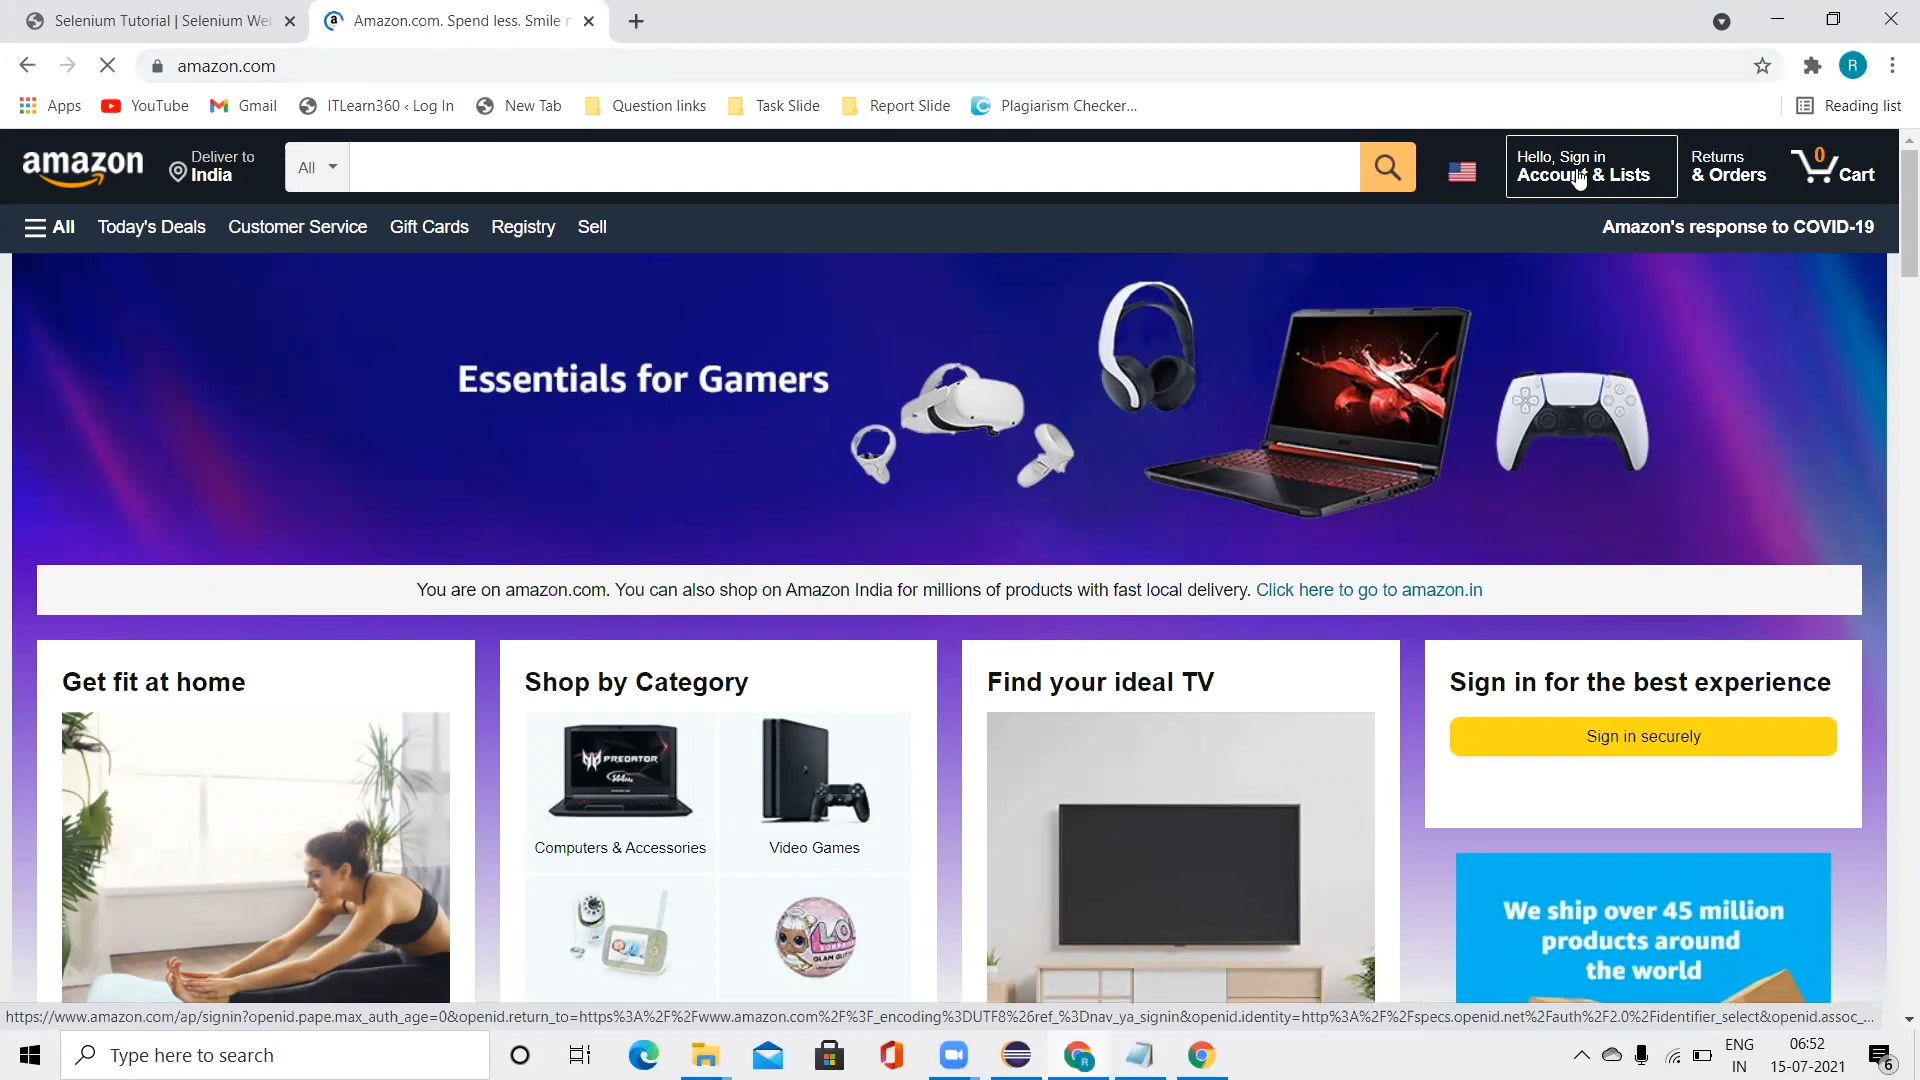 Selenium Tutorial | Selenium We
Amazon.com. Spend less. Smile
amazon.com
R
Apps YouTube Gmail ITLearn360 ‹ Log In New Tab Question links Task Slide Report Slide Plagiarism Checker... Reading list
amazon
Deliver to
India
All
Hello, Sign in
Account & Lists
Returns
& Orders
0
Cart
All Today's Deals Customer Service Gift Cards Registry Sell Amazon's response to COVID-19
Essentials for Gamers
You are on amazon.com. You can also shop on Amazon India for millions of products with fast local delivery. Click here to go to amazon.in
Get fit at home
Shop by Category
PREDATOR
Computers & Accessories
Video Games
Find your ideal TV
Sign in for the best experience
Sign in securely
We ship over 45 million
products around
the world
https://www.amazon.com/ap/signin?openid.pape.max_auth_age=0&openid.return_to=https%3A%2F%2Fwww.amazon.com%2F%3F_encoding%3DUTF8%26ref_%3Dnav_ya_signin&openid.identity=http%3A%2F%2Fspecs.openid.net%2Fauth%2F2.0%2Fidentifier_select&openid.assoc_...
Type here to search
ENG
IN
06:52
15-07-2021
6